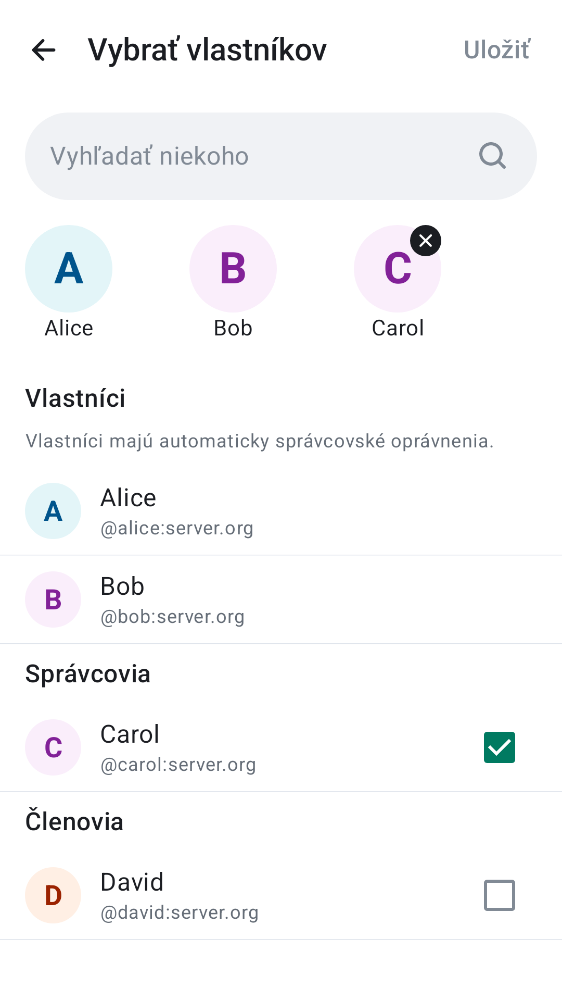 Vybrať vlastníkov
Uložiť
Vyhľadať niekoho
A
B
C
Alice
Bob
Carol
Vlastníci
Vlastníci majú automaticky správcovské oprávnenia.
A
Alice
@alice:server.org
B
Bob
@bob:server.org
Správcovia
C
Carol
@carol:server.org
Členovia
D
David
@david:server.org